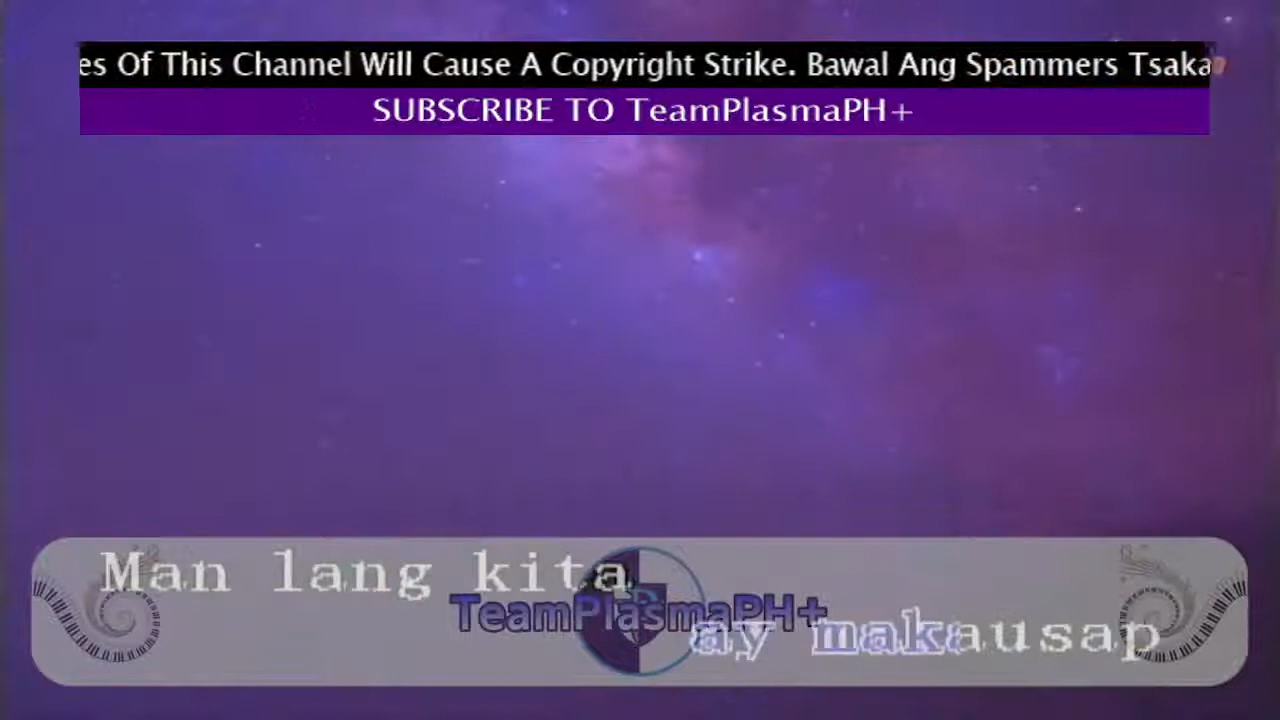 es Of This Channel Will Cause A Copyright Strike. Bawal Ang Spammers Tsaka
SUBSCRIBE TO TeamPlasmaPH+
Man lang kita
TeamPlasmaPH+
ay makausap